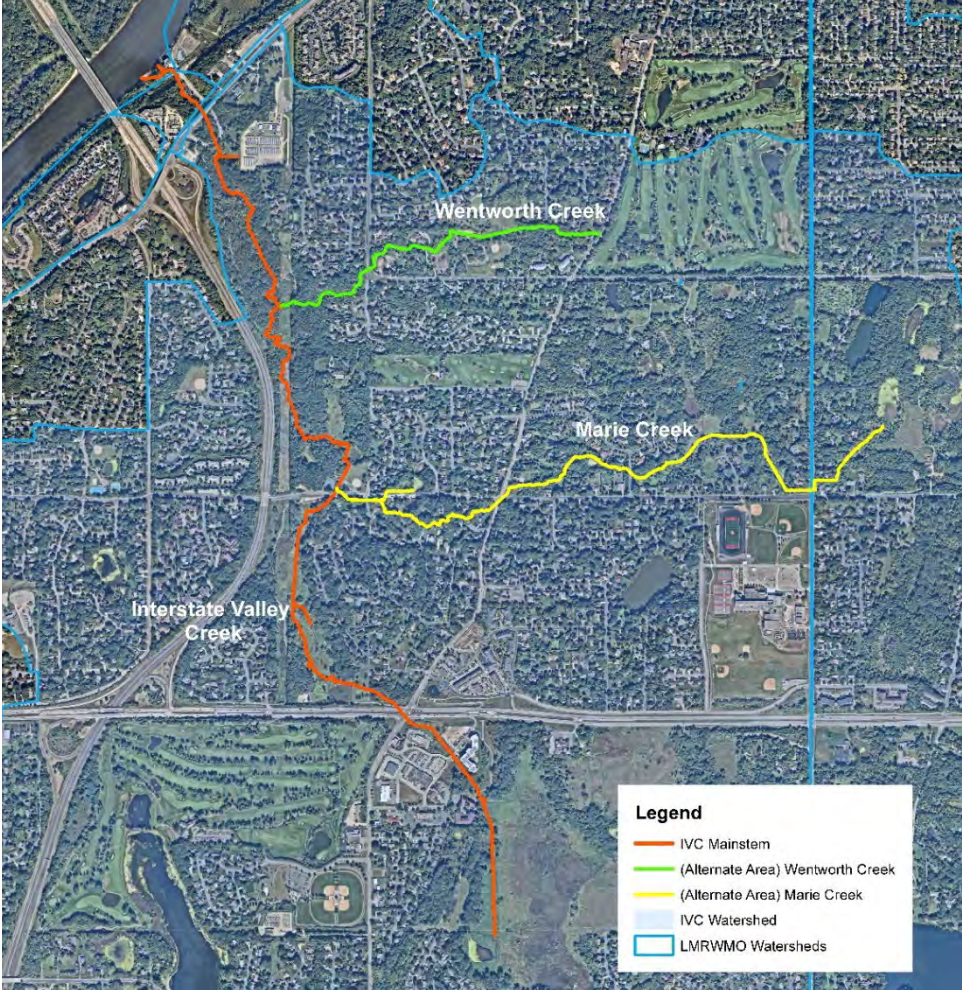 Wentworth Creek
Marie Creek
Interstate Valley
Creek
Legend
IVC Mainstem
(Alternate Area) Wentworth Creek
(Alternate Area) Marie Creek
IVC Watershed
LMRWMO Watersheds